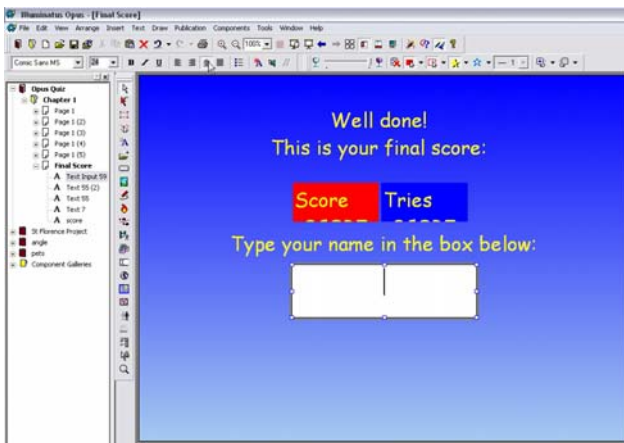 Illuminatus Opus - [Final Score]
File Edit View Arrange Insert Text Draw Publication Components Tools Window Help
100%
Comic Sans MS 28 B I U 1
Opus Quiz
Chapter 1
Page 1
Page 1 (2)
Page 1 (3)
Page 1 (4)
Page 1 (5)
Final Score
Text Input 59
Text 55 (2)
Text 55
Text 7
score
St Florence Project
angle
pets
Component Galleries
Well done!
This is your final score:
Score Tries
Type your name in the box below: